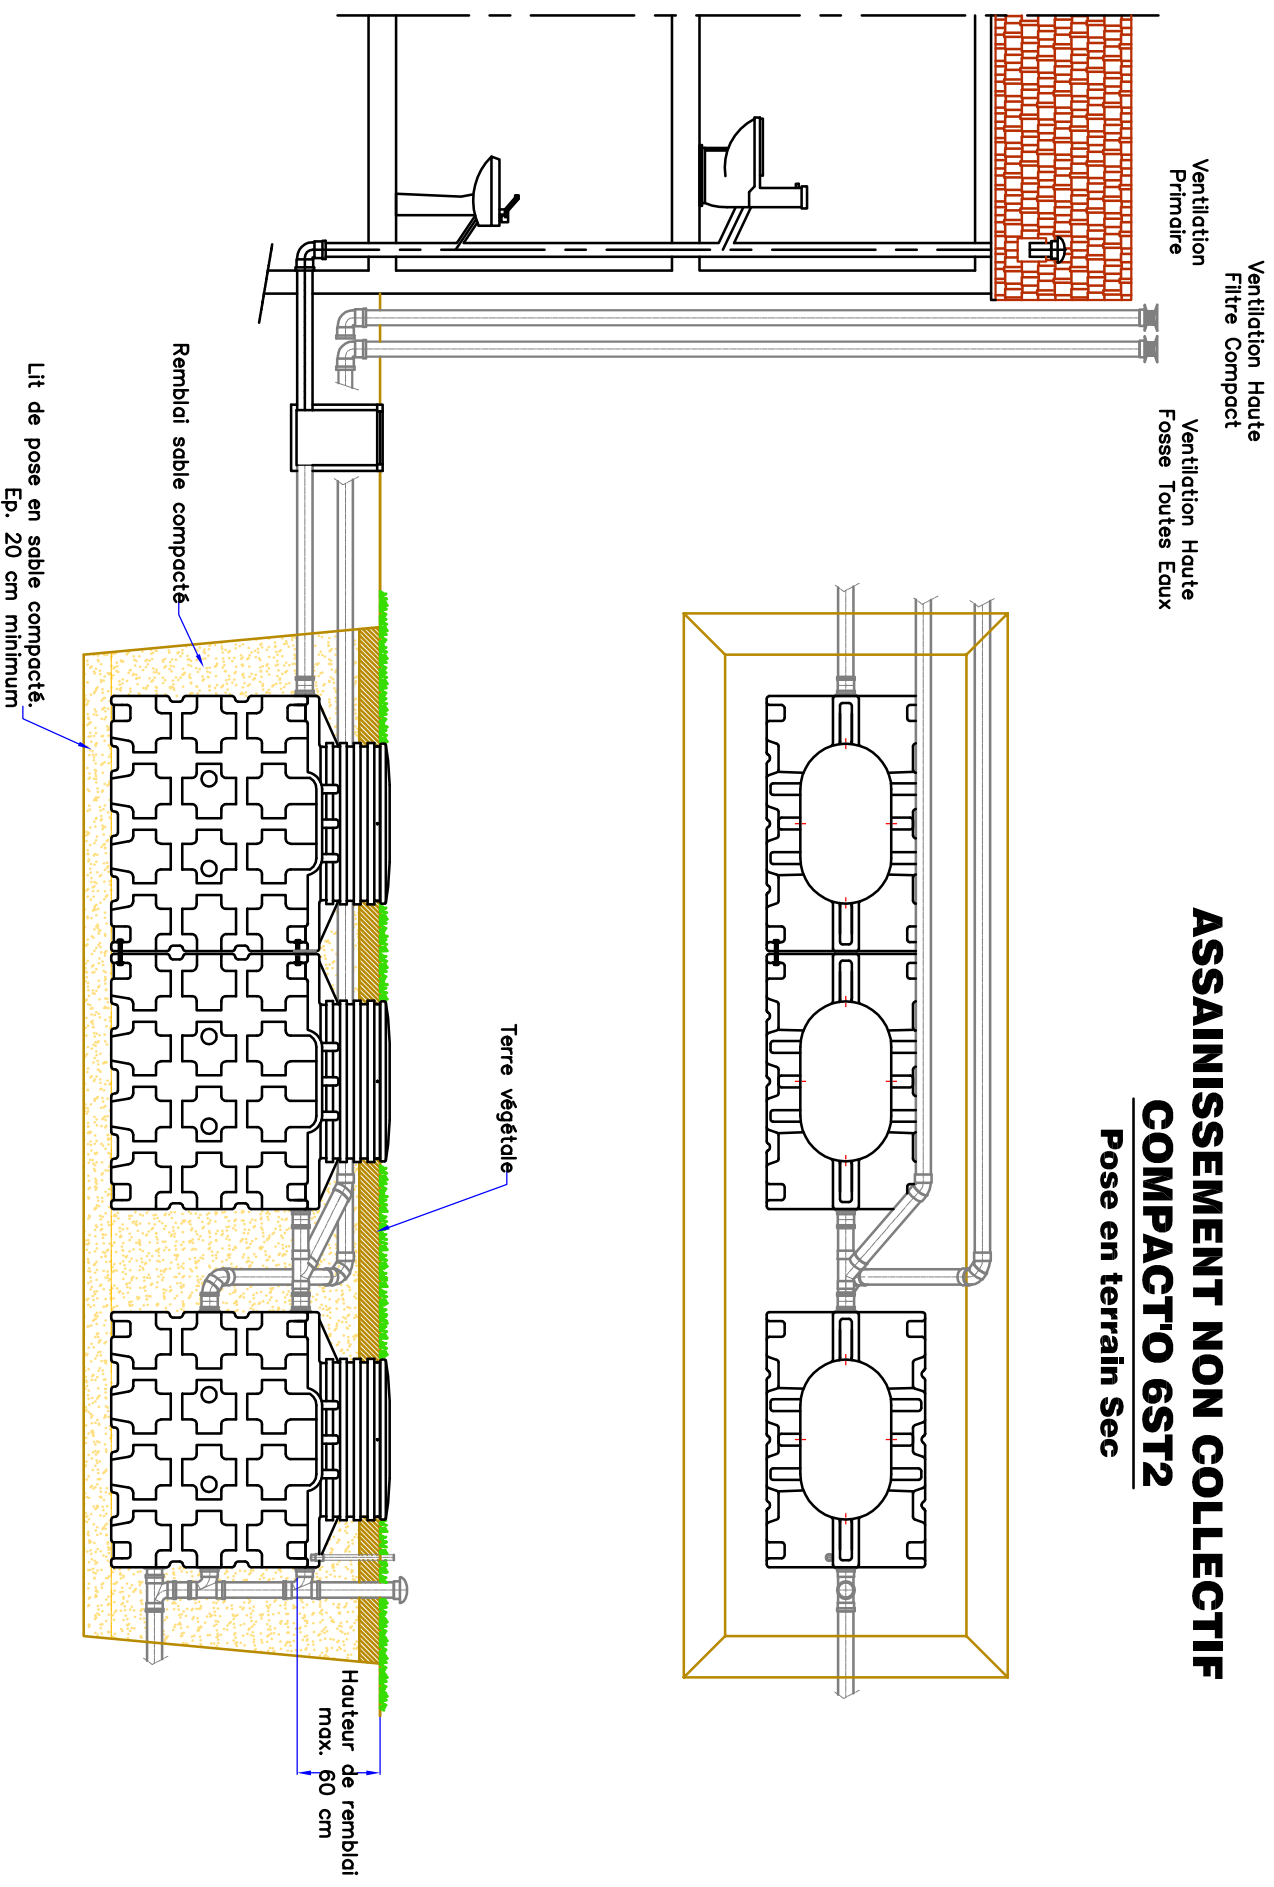 ASSAINISSEMENT NON COLLECTIF
COMPACT'O 6ST2
Pose en terrain Sec
Ventilation Haute
Filtre Compact
Ventilation
Primaire
Ventilation Haute
Fosse Toutes Eaux
Terre végétale
Remblai sable compacté
Hauteur de remblai
max. 60 cm
Lit de pose en sable compacté.
Ep. 20 cm minimum